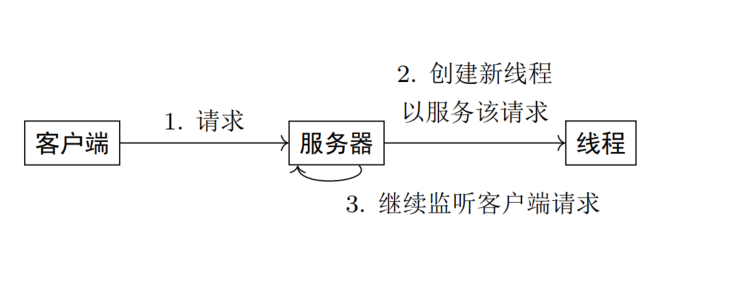 2. 创建新线程
以服务该请求
1. 请求
客户端
服务器
线程
3. 继续监听客户端请求